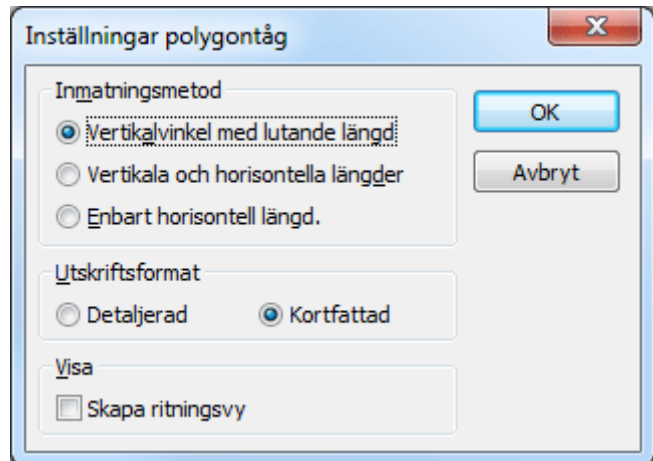 Inställningar polygontåg
Inmatningsmetod
Vertikalvinkel med lutande längd
Vertikala och horisontella längder
Enbart horisontell längd.
OK
Avbryt
Utskriftsformat
Detaljerad
Kortfattad
Visa
Skapa ritningsvy